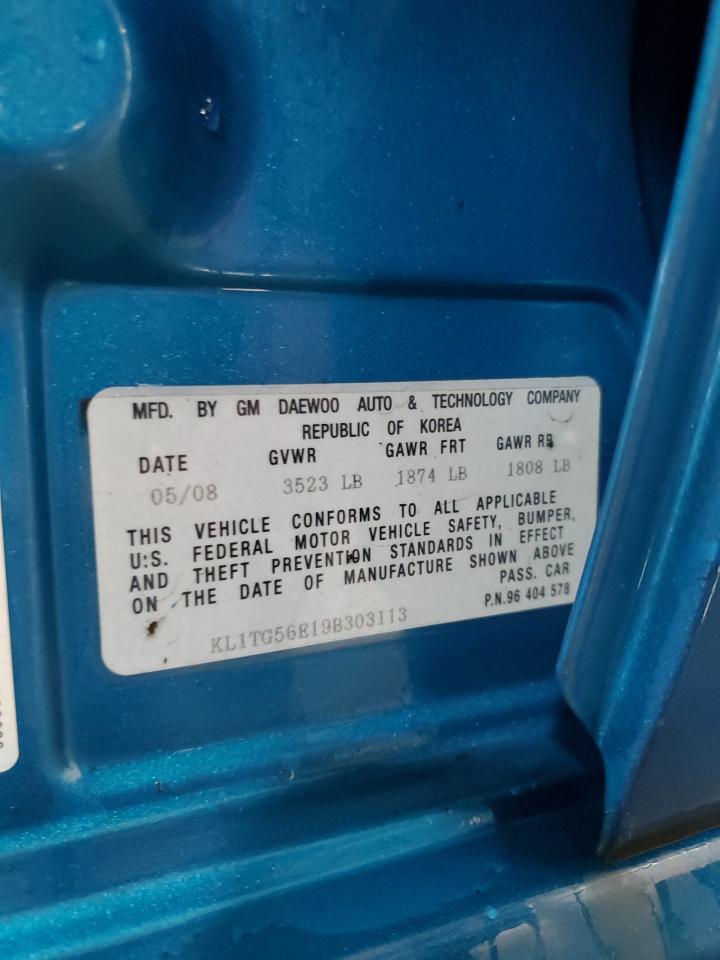 MFD. BY GM DAEWOO AUTO & TECHNOLOGY COMPANY
REPUBLIC OF KOREA
DATE GVWR GAWR FRT GAWR RR
05/08 3523 LB 1874 LB 1808 LB
THIS VEHICLE CONFORMS TO ALL APPLICABLE
U.S. FEDERAL MOTOR VEHICLE SAFETY, BUMPER,
AND THEFT PREVENTION STANDARDS IN EFFECT
ON THE DATE OF MANUFACTURE SHOWN ABOVE
PASS. CAR
P.N.96 404 578
KL1TG56E19B303113